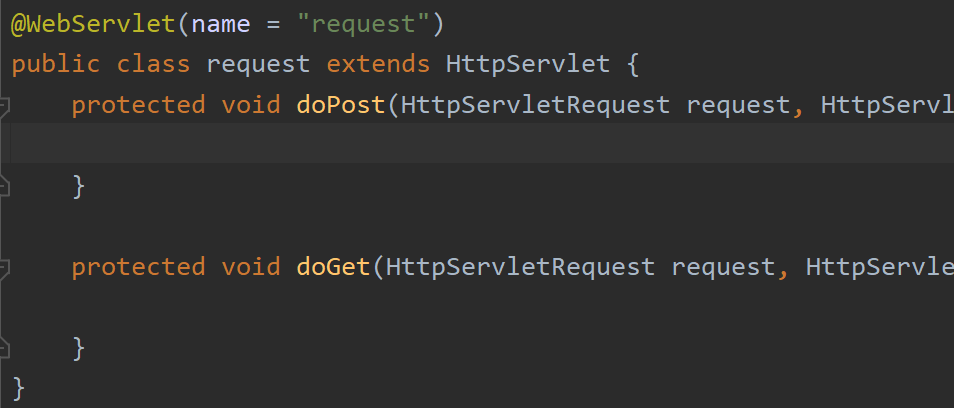 @WebServlet(name = "request")
public class request extends HttpServlet {
protected void doPost(HttpServletRequest request, HttpServl
}
protected void doGet(HttpServletRequest request, HttpServle
}
}